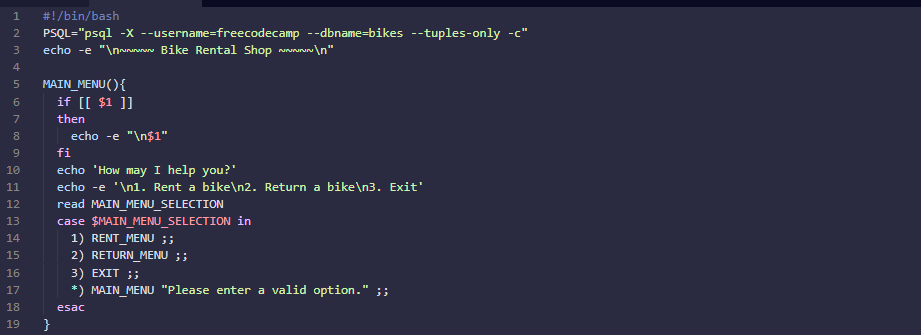 1 #!/bin/bash
2 PSQL="psql -X --username=freecodecamp --dbname=bikes --tuples-only -c"
3 echo -e "\n~~~~~ Bike Rental Shop ~~~~~\n"
4
5 MAIN_MENU(){
6   if [[ $1 ]]
7   then
8     echo -e "\n$1"
9   fi
10   echo 'How may I help you?'
11   echo -e '\n1. Rent a bike\n2. Return a bike\n3. Exit'
12   read MAIN_MENU_SELECTION
13   case $MAIN_MENU_SELECTION in
14     1) RENT_MENU ;;
15     2) RETURN_MENU ;;
16     3) EXIT ;;
17     *) MAIN_MENU "Please enter a valid option." ;;
18   esac
19 }